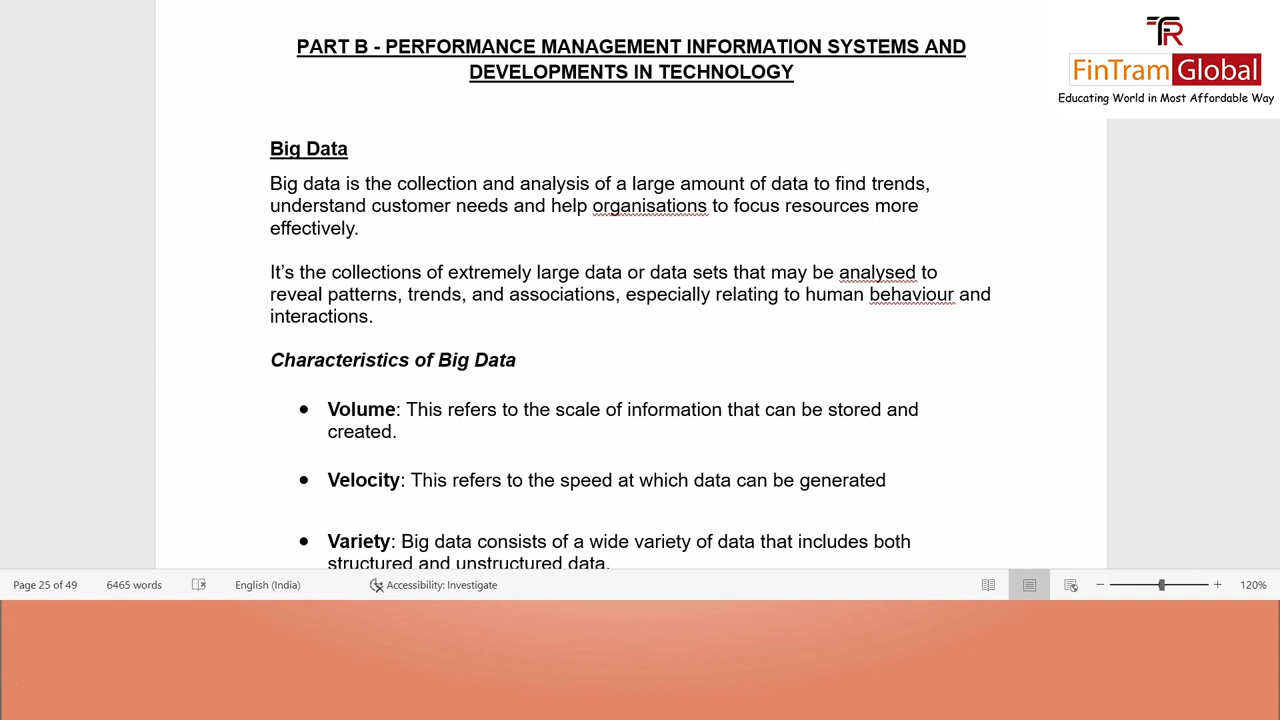 PART B - PERFORMANCE MANAGEMENT INFORMATION SYSTEMS AND
DEVELOPMENTS IN TECHNOLOGY
TR
FinTram Global
Educating World in Most Affordable Way
Big Data
Big data is the collection and analysis of a large amount of data to find trends,
understand customer needs and help organisations to focus resources more
effectively.
It's the collections of extremely large data or data sets that may be analysed to
reveal patterns, trends, and associations, especially relating to human behaviour and
interactions.
Characteristics of Big Data
● Volume: This refers to the scale of information that can be stored and
created.
● Velocity: This refers to the speed at which data can be generated
● Variety: Big data consists of a wide variety of data that includes both
structured and unstructured data.
Page 25 of 49 6465 words English (India) Accessibility: Investigate 120%